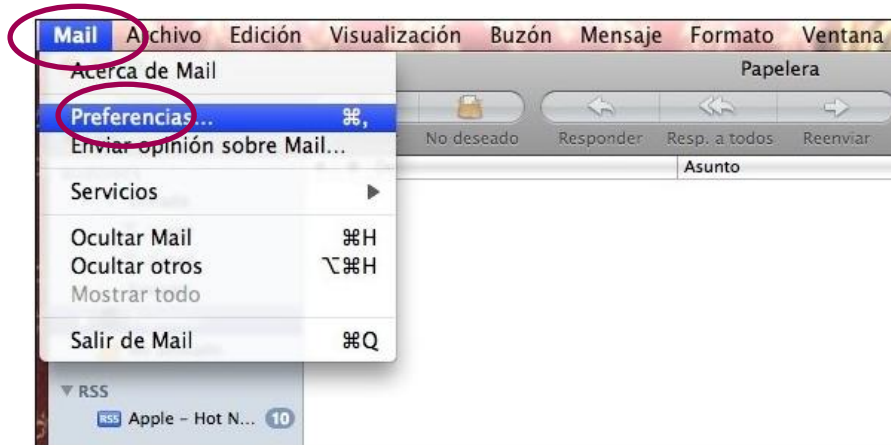 Mail Archivo Edición Visualización Buzón Mensaje Formato Ventana
Acerca de Mail
Papelera
Preferencias... ⌘,
Enviar opinión sobre Mail...
No deseado Responder Resp. a todos Reenviar
Asunto
Servicios
Ocultar Mail ⌘H
Ocultar otros ⌥⌘H
Mostrar todo
Salir de Mail ⌘Q
RSS
RSS Apple – Hot N... 10